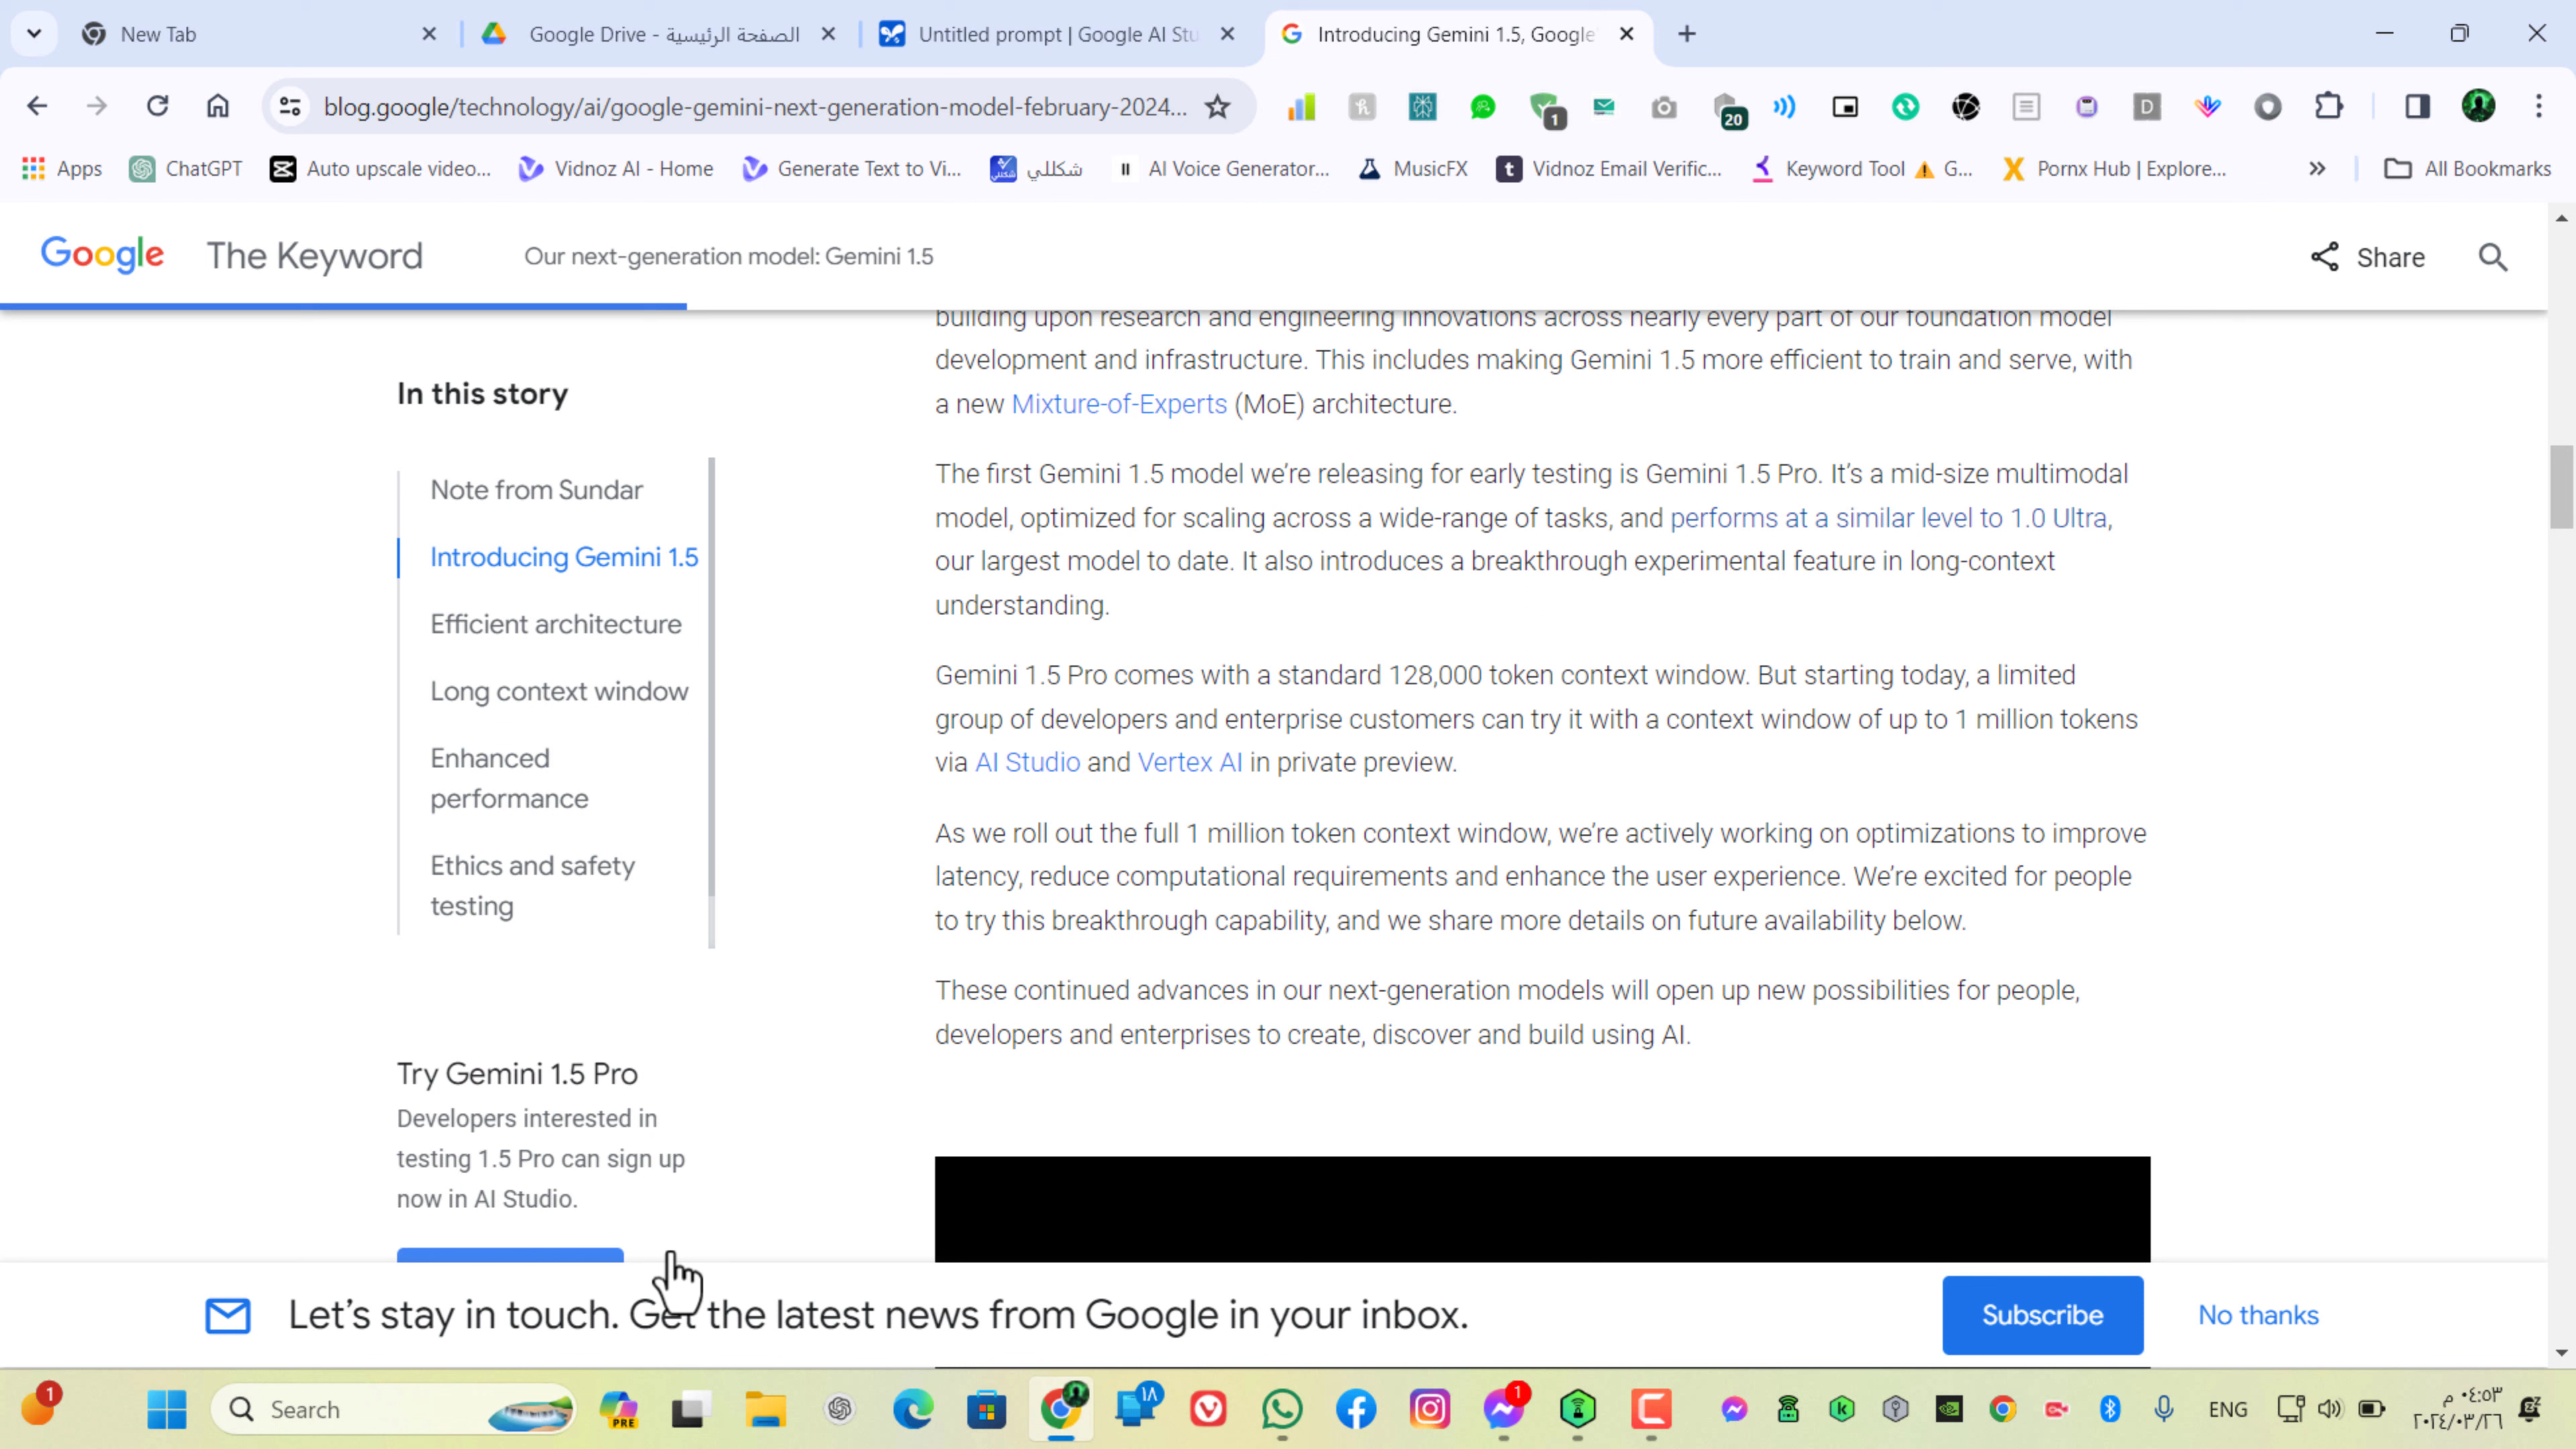 New Tab
Google Drive - الصفحة الرئيسية
Untitled prompt | Google AI Stu
Introducing Gemini 1.5, Google'
blog.google/technology/ai/google-gemini-next-generation-model-february-2024...
1
20
D
Apps
ChatGPT
Auto upscale video...
Vidnoz AI - Home
Generate Text to Vi...
شكللي
AI Voice Generator...
MusicFX
Vidnoz Email Verific...
Keyword Tool ⚠ G...
Pornx Hub | Explore...
All Bookmarks
Google The Keyword
Our next-generation model: Gemini 1.5
Share
In this story
Note from Sundar
Introducing Gemini 1.5
Efficient architecture
Long context window
Enhanced
performance
Ethics and safety
testing
Try Gemini 1.5 Pro
Developers interested in
testing 1.5 Pro can sign up
now in AI Studio.
building upon research and engineering innovations across nearly every part of our foundation model
development and infrastructure. This includes making Gemini 1.5 more efficient to train and serve, with
a new Mixture-of-Experts (MoE) architecture.
The first Gemini 1.5 model we’re releasing for early testing is Gemini 1.5 Pro. It’s a mid-size multimodal
model, optimized for scaling across a wide-range of tasks, and performs at a similar level to 1.0 Ultra,
our largest model to date. It also introduces a breakthrough experimental feature in long-context
understanding.
Gemini 1.5 Pro comes with a standard 128,000 token context window. But starting today, a limited
group of developers and enterprise customers can try it with a context window of up to 1 million tokens
via AI Studio and Vertex AI in private preview.
As we roll out the full 1 million token context window, we’re actively working on optimizations to improve
latency, reduce computational requirements and enhance the user experience. We’re excited for people
to try this breakthrough capability, and we share more details on future availability below.
These continued advances in our next-generation models will open up new possibilities for people,
developers and enterprises to create, discover and build using AI.
Let’s stay in touch. Get the latest news from Google in your inbox.
Subscribe
No thanks
1
Search
PRE
١٨
1
ENG
٠٤:٥٣ م
٢٠٢٤/٠٣/٢٦